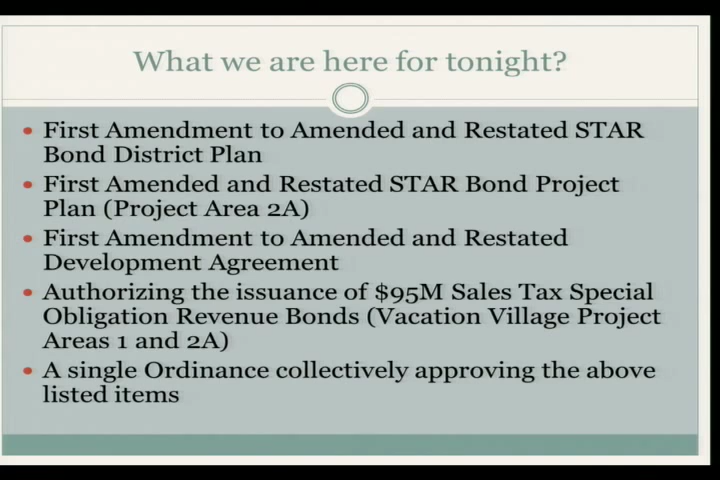 What we are here for tonight?
• First Amendment to Amended and Restated STAR
Bond District Plan
• First Amended and Restated STAR Bond Project
Plan (Project Area 2A)
• First Amendment to Amended and Restated
Development Agreement
• Authorizing the issuance of $95M Sales Tax Special
Obligation Revenue Bonds (Vacation Village Project
Areas 1 and 2A)
• A single Ordinance collectively approving the above
listed items